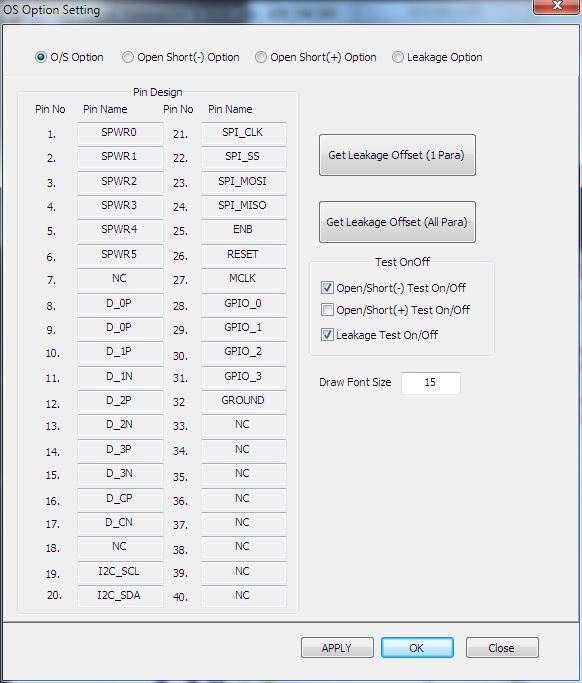 OS Option Setting
O/S Option Open Short(-) Option Open Short(+) Option Leakage Option
Pin Design
Pin No Pin Name Pin No Pin Name
1. SPWR0 21. SPI_CLK
2. SPWR1 22. SPI_SS
3. SPWR2 23. SPI_MOSI
4. SPWR3 24. SPI_MISO
5. SPWR4 25. ENB
6. SPWR5 26. RESET
7. NC 27. MCLK
8. D_0P 28. GPIO_0
9. D_0P 29. GPIO_1
10. D_1P 30. GPIO_2
11. D_1N 31. GPIO_3
12. D_2P 32 GROUND
13. D_2N 33. NC
14. D_3P 34. NC
15. D_3N 35. NC
16. D_CP 36. NC
17. D_CN 37. NC
18. NC 38. NC
19. I2C_SCL 39. NC
20. I2C_SDA 40. NC
Get Leakage Offset (1 Para)
Get Leakage Offset (All Para)
Test OnOff
Open/Short(-) Test On/Off
Open/Short(+) Test On/Off
Leakage Test On/Off
Draw Font Size 15
APPLY OK Close